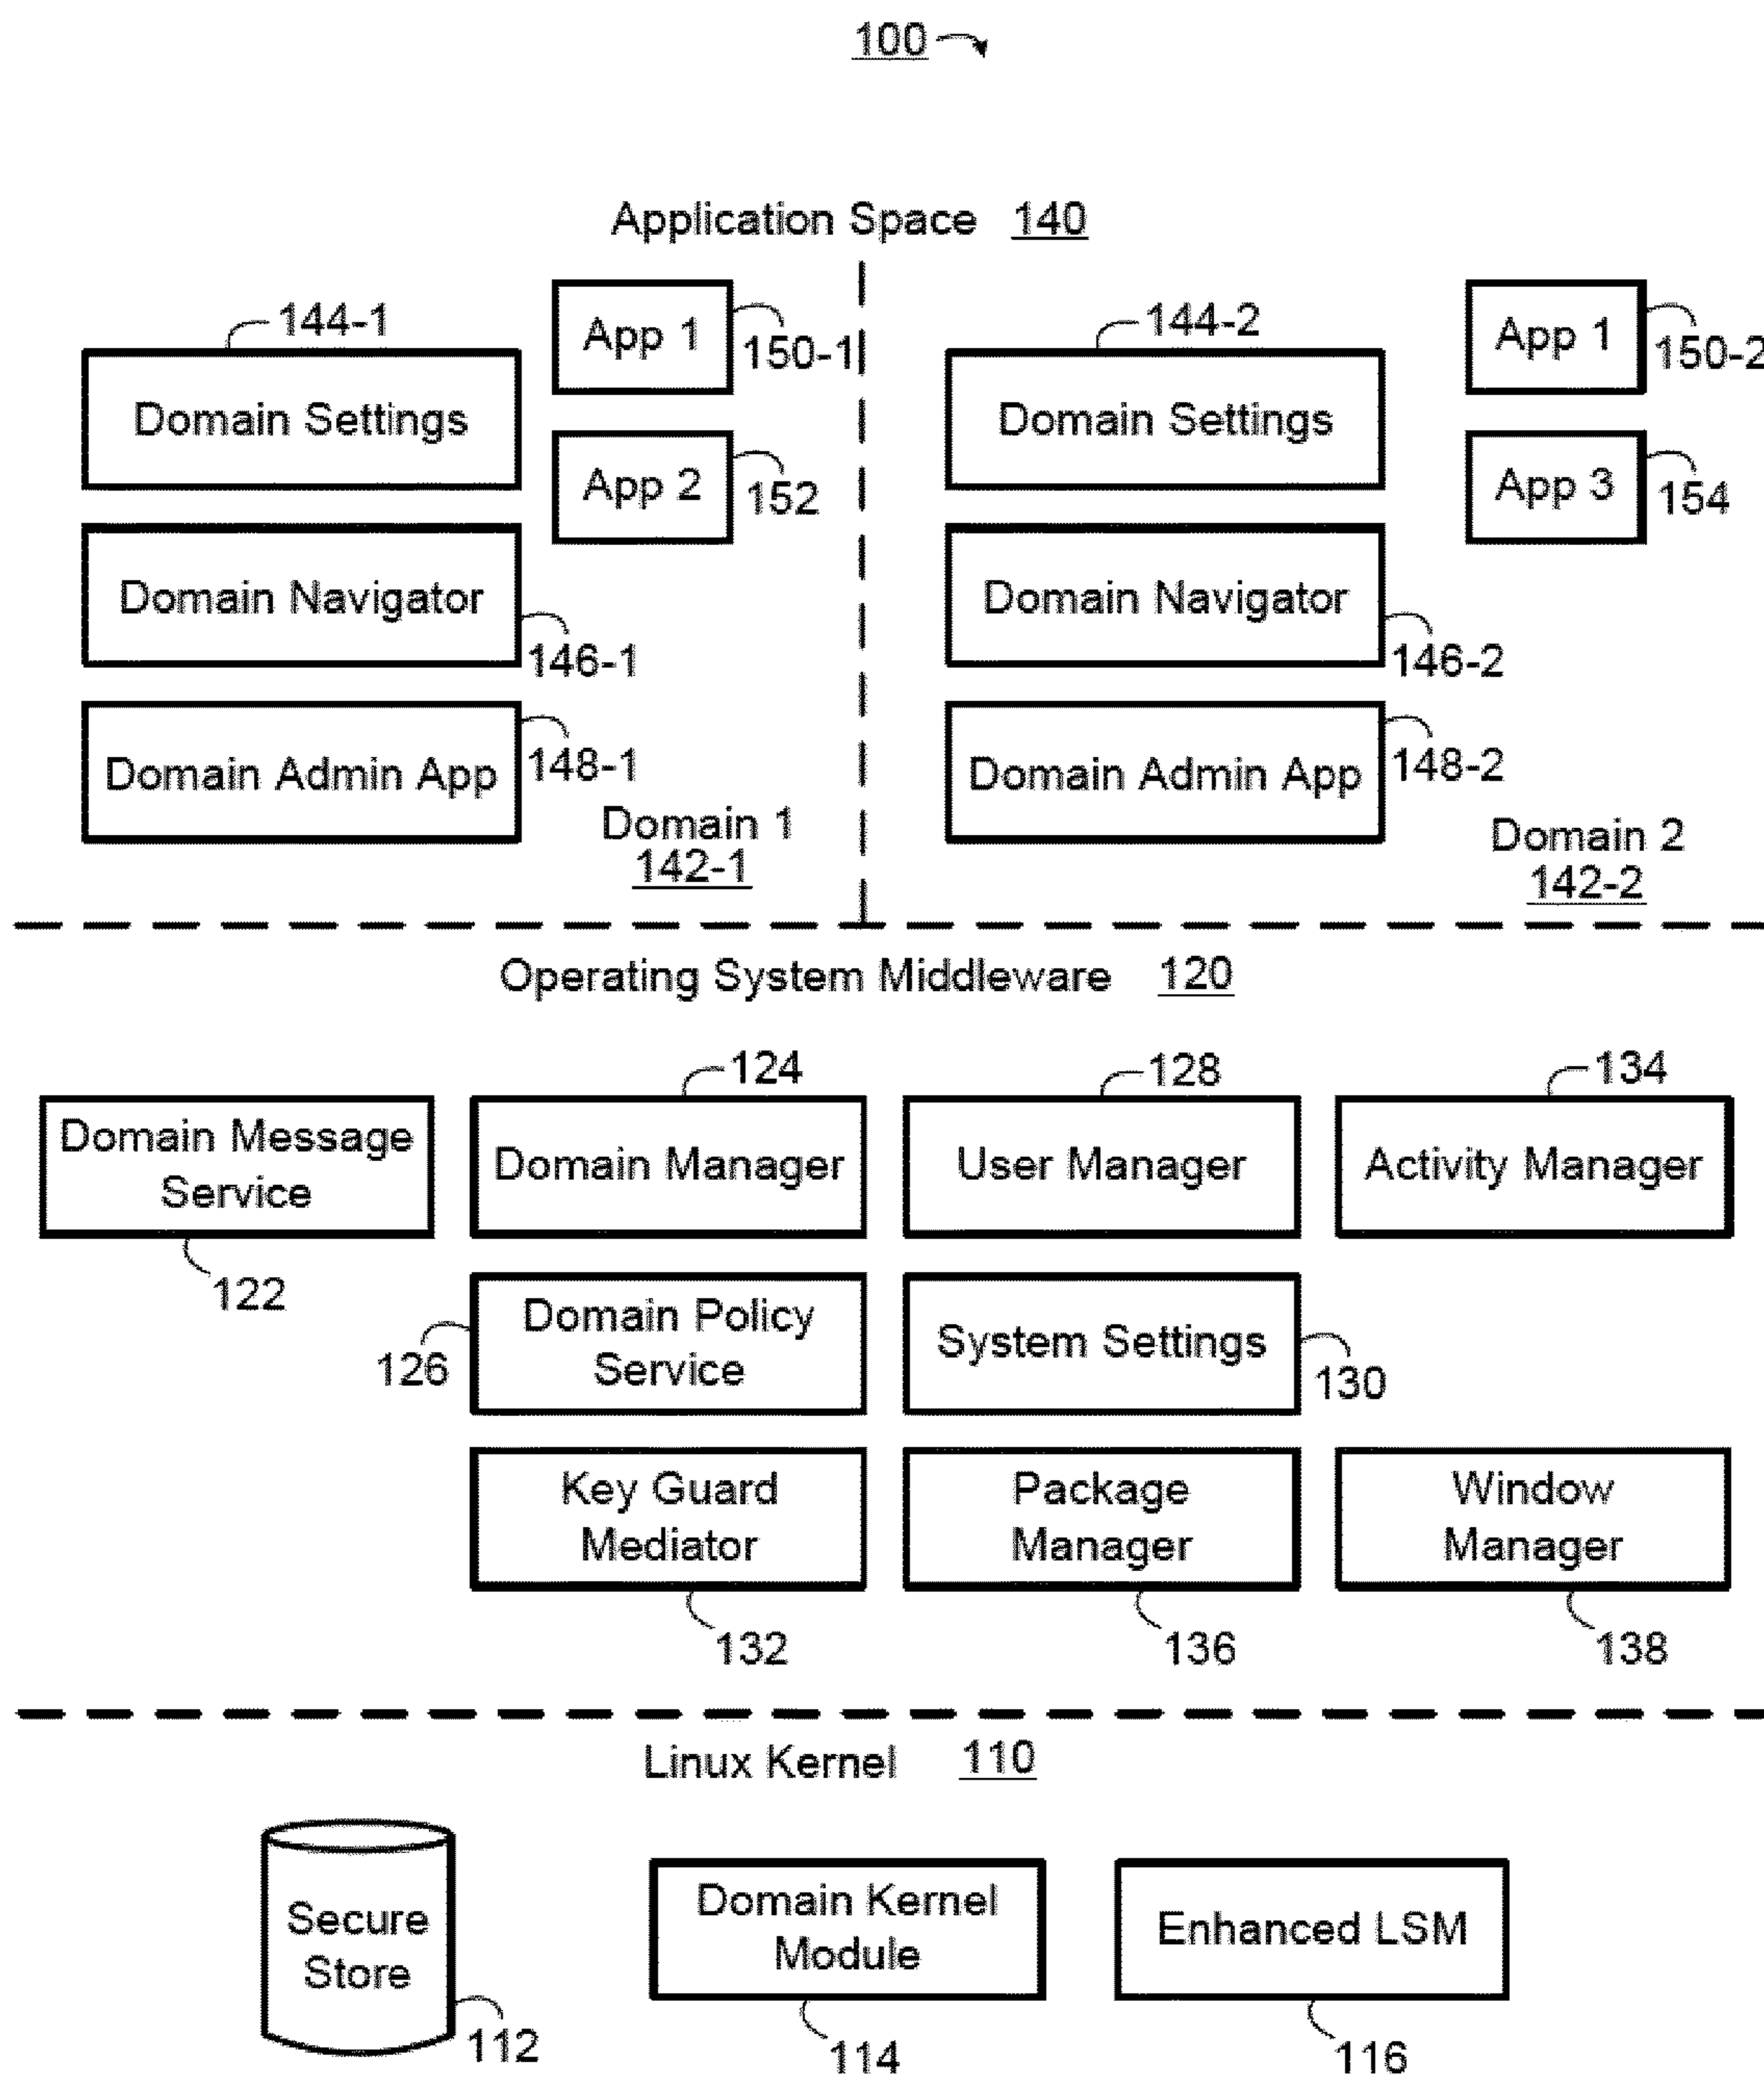 100
Application Space 140
144-1
App 1
150-1
144-2
App 1
150-2
Domain Settings
App 2
152
Domain Settings
App 3
154
Domain Navigator
146-1
Domain Navigator
146-2
Domain Admin App
148-1
Domain Admin App
148-2
Domain 1
142-1
Domain 2
142-2
Operating System Middleware 120
124
128
134
Domain Message
Service
122
Domain Manager
User Manager
Activity Manager
Domain Policy
Service
126
System Settings
130
Key Guard
Mediator
132
Package
Manager
136
Window
Manager
138
Linux Kernel 110
Secure
Store
112
Domain Kernel
Module
114
Enhanced LSM
116